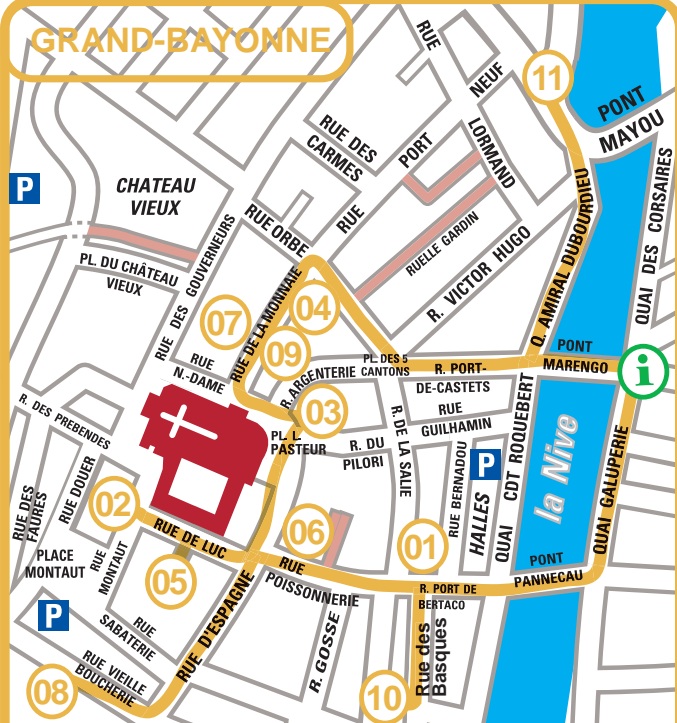 GRAND-BAYONNE
11
RUE
NEUF
PONT
MAYOU
RUE DES
CARMES
PORT
LORMAND
P
CHATEAU
VIEUX
RUE ORBE
RUE
RUELLE GARDIN
R. VICTOR HUGO
Q. AMIRAL DUBOURDIEU
QUAI DES CORSAIRES
PL. DU CHÂTEAU
VIEUX
RUE DES GOUVERNEURS
RUE DE LA MONNAIE
04
07
09
RUE
N.-DAME
R. ARGENTERIE
PL. DES 5
CANTONS
R. PORT-
DE-CASTETS
PONT
MARENGO
i
03
PL. L.
PASTEUR
R. DU
PILORI
R. DE LA SALIE
RUE
GUILHAMIN
RUE BERNADOU
P
HALLES
QUAI CDT ROQUEBERT
la Nive
QUAI GALUPERIE
R. DES PREBENDES
RUE DOUER
RUE DES
FAURES
02
RUE DE LUC
06
01
PLACE
MONTAUT
RUE
MONTAUT
05
RUE
POISSONNERIE
R. PORT DE
BERTACO
PONT
PANNECAU
P
RUE
SABATERIE
RUE D'ESPAGNE
R. GOSSE
Rue des
Basques
RUE VIEILLE
BOUCHERIE
08
10